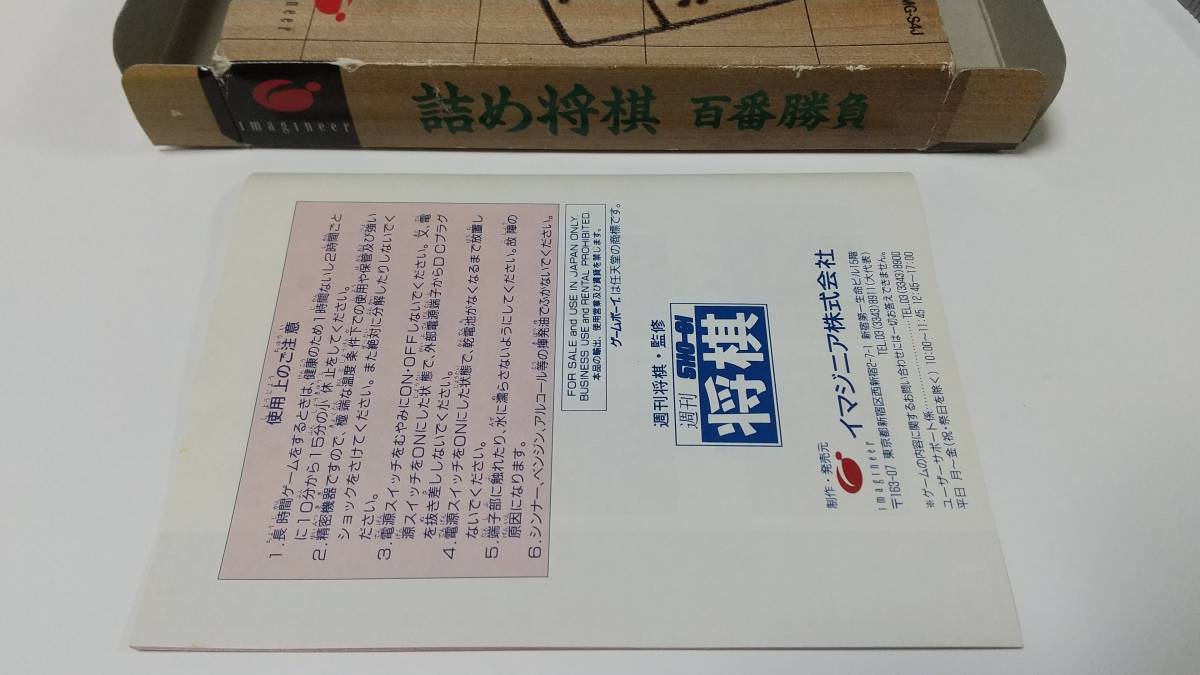 imagineer
MG-S4J
imagineer
詰め将棋 百番勝負
4
使用上のご注意
1.長時間ゲームをするときは、健康のため1時間ないし2時間ごと
に10分から15分の小休止をしてください。
2.精密機器ですので、極端な温度条件下での使用や保管及び強い
ショックをさけてください。また絶対に分解したりしないでく
ださい。
3.電源スイッチをむやみにON・OFFしないでください。又、電
源スイッチをONにした状態で、外部電源端子からDCプラグ
を抜き差ししないでください。
4.電源スイッチをONにした状態で、乾電池がなくなるまで放置し
ないでください。
5.端子部に触れたり、水に濡らさないようにしてください。故障の
原因になります。
6.シンナー、ベンジン、アルコール等の揮発油でふかないでください。
FOR SALE and USE IN JAPAN ONLY.
BUSINESS USE and RENTAL PROHIBITED.
本品の輸出、使用営業及び賃貸を禁じます。
ゲームボーイは任天堂の商標です。
週刊将棋・監修
週刊 SHO-GI
将棋
制作・発売元
イマジニア株式会社
imagineer
〒163-07 東京都新宿区西新宿2-7-1 新宿第一生命ビル15階
TEL03(3343)8911(大代表)
※ゲームの内容に関するお問い合わせには一切お答えできません。
ユーザーサポート係……………TEL03(3343)8900
平日 月〜金(祝・祭日を除く) 10:00〜11:45 12:45〜17:00